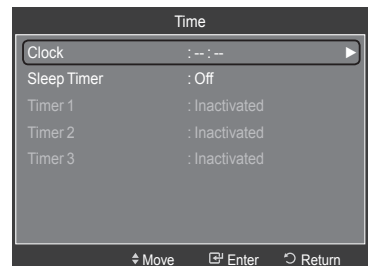 Time
Clock : -- : -- ▶
Sleep Timer : Off
Timer 1 : Inactivated
Timer 2 : Inactivated
Timer 3 : Inactivated
Move Enter Return